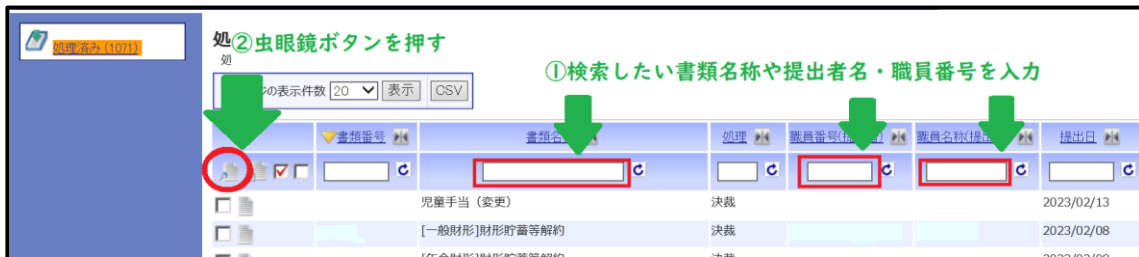 処理済み (1071)
処②虫眼鏡ボタンを押す
処
①検索したい書類名称や提出者名・職員番号を入力
の表示件数 20 表示 CSV
書類番号 書類名 処理 職員番号(提 職員名称(提出 提出日
児童手当（変更） 決裁 2023/02/13
[一般財形]財形貯蓄等解約 決裁 2023/02/08